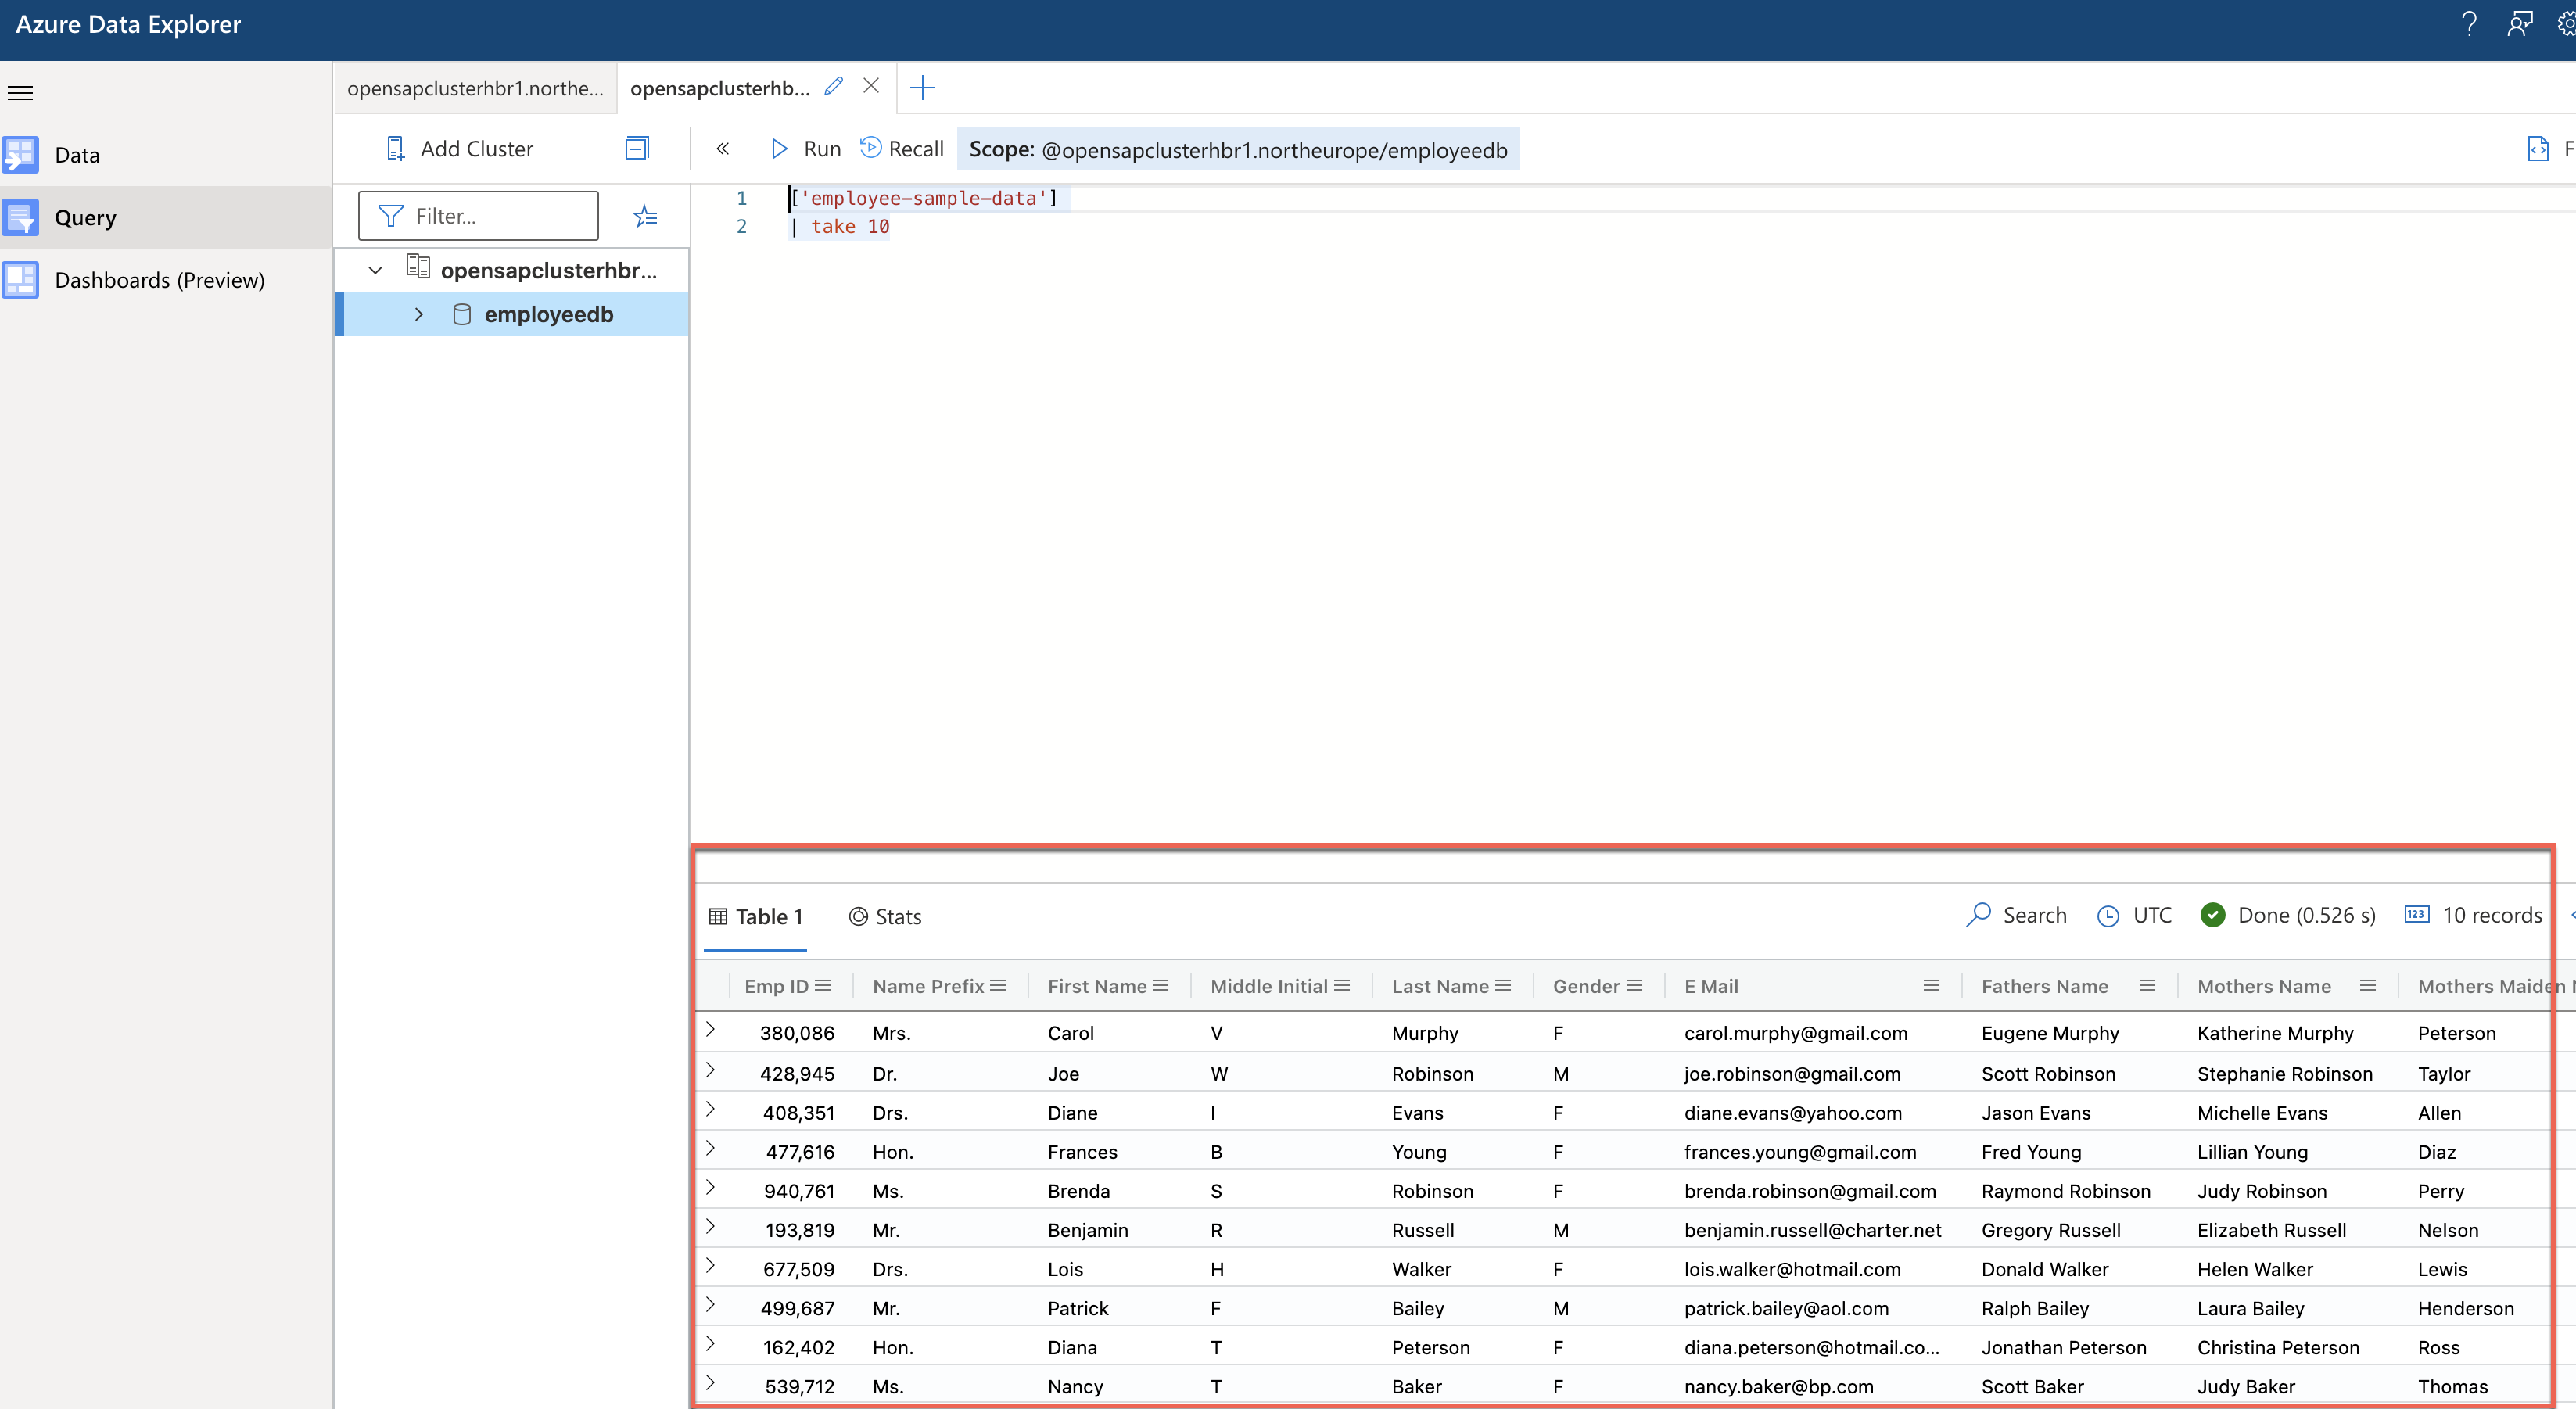 Azure Data Explorer
opensapclusterhbr1.northe...
opensapclusterhb...
Data
Query
Dashboards (Preview)
Add Cluster
Run
Recall
Scope: @opensapclusterhbr1.northeurope/employeedb
F
Filter...
opensapclusterhbr...
employeedb
1 ['employee-sample-data']
2 | take 10
Table 1
Stats
Search
UTC
Done (0.526 s)
123 10 records
Emp ID Name Prefix First Name Middle Initial Last Name Gender E Mail Fathers Name Mothers Name Mothers Maiden N
380,086 Mrs. Carol V Murphy F carol.murphy@gmail.com Eugene Murphy Katherine Murphy Peterson
428,945 Dr. Joe W Robinson M joe.robinson@gmail.com Scott Robinson Stephanie Robinson Taylor
408,351 Drs. Diane I Evans F diane.evans@yahoo.com Jason Evans Michelle Evans Allen
477,616 Hon. Frances B Young F frances.young@gmail.com Fred Young Lillian Young Diaz
940,761 Ms. Brenda S Robinson F brenda.robinson@gmail.com Raymond Robinson Judy Robinson Perry
193,819 Mr. Benjamin R Russell M benjamin.russell@charter.net Gregory Russell Elizabeth Russell Nelson
677,509 Drs. Lois H Walker F lois.walker@hotmail.com Donald Walker Helen Walker Lewis
499,687 Mr. Patrick F Bailey M patrick.bailey@aol.com Ralph Bailey Laura Bailey Henderson
162,402 Hon. Diana T Peterson F diana.peterson@hotmail.co... Jonathan Peterson Christina Peterson Ross
539,712 Ms. Nancy T Baker F nancy.baker@bp.com Scott Baker Judy Baker Thomas